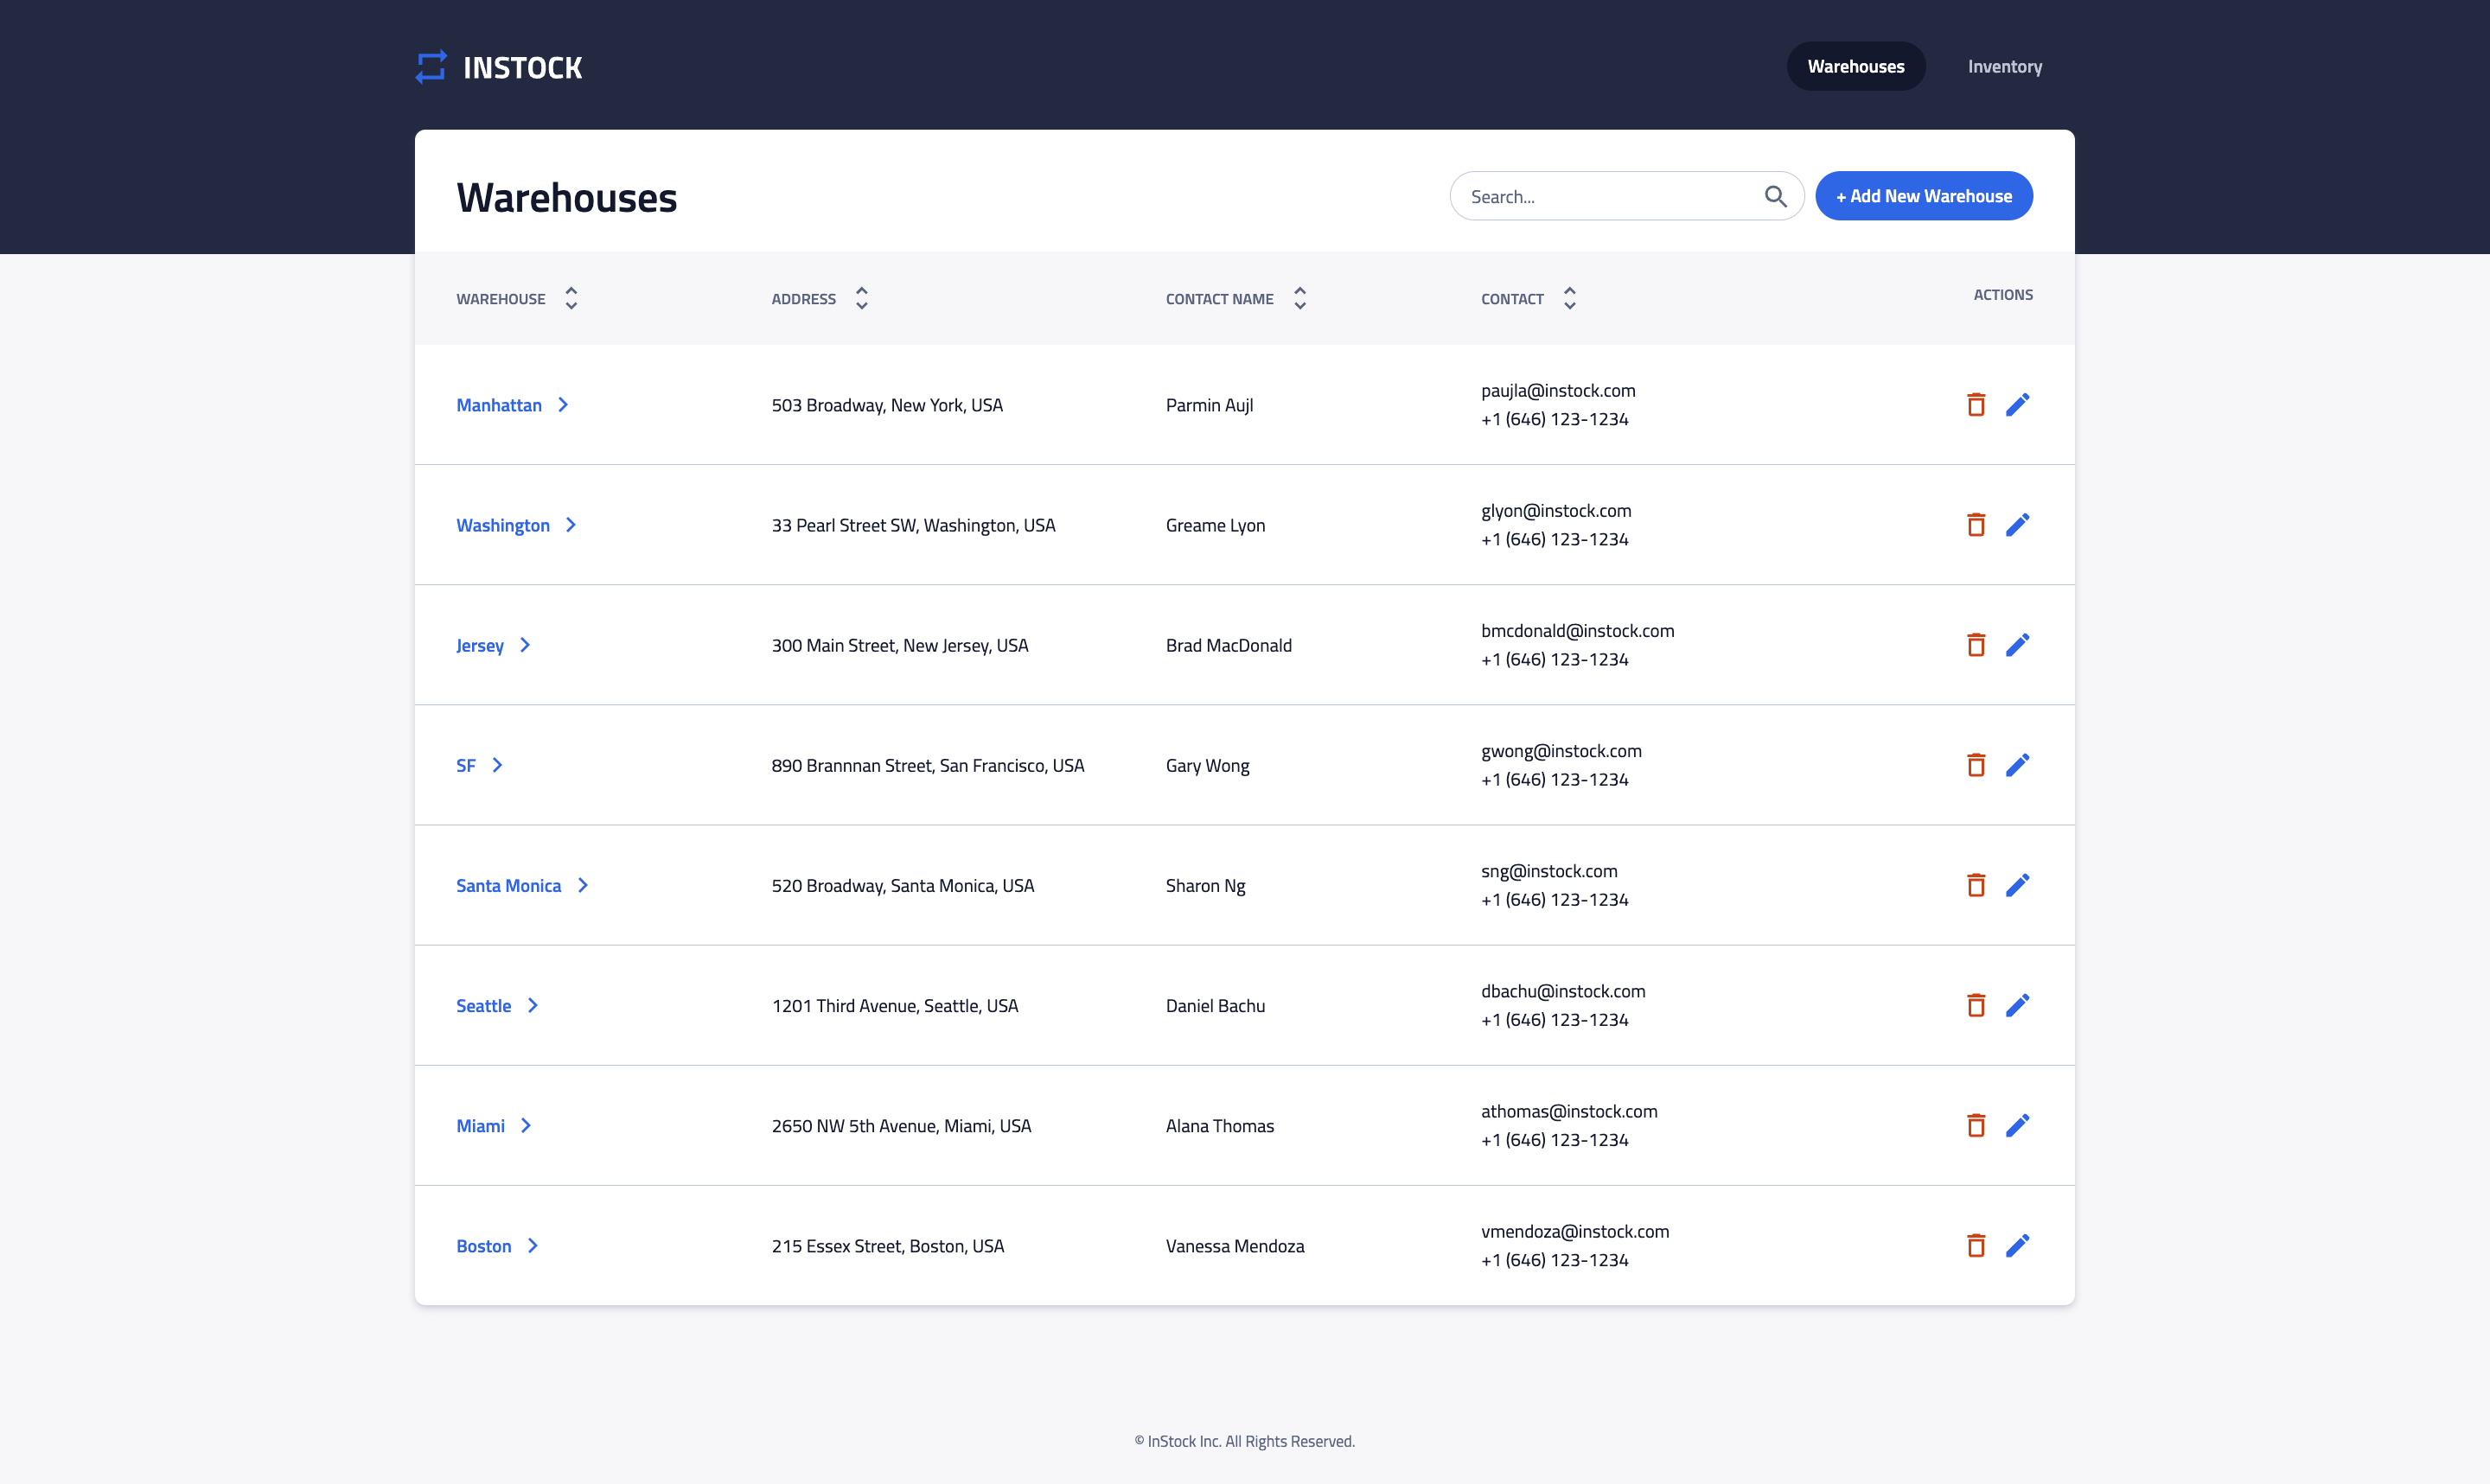 INSTOCK
Warehouses Inventory
Warehouses
Search...
+ Add New Warehouse
WAREHOUSE ADDRESS CONTACT NAME CONTACT ACTIONS
Manhattan 503 Broadway, New York, USA Parmin Aujl paujla@instock.com
+1 (646) 123-1234
Washington 33 Pearl Street SW, Washington, USA Greame Lyon glyon@instock.com
+1 (646) 123-1234
Jersey 300 Main Street, New Jersey, USA Brad MacDonald bmcdonald@instock.com
+1 (646) 123-1234
SF 890 Brannnan Street, San Francisco, USA Gary Wong gwong@instock.com
+1 (646) 123-1234
Santa Monica 520 Broadway, Santa Monica, USA Sharon Ng sng@instock.com
+1 (646) 123-1234
Seattle 1201 Third Avenue, Seattle, USA Daniel Bachu dbachu@instock.com
+1 (646) 123-1234
Miami 2650 NW 5th Avenue, Miami, USA Alana Thomas athomas@instock.com
+1 (646) 123-1234
Boston 215 Essex Street, Boston, USA Vanessa Mendoza vmendoza@instock.com
+1 (646) 123-1234
© InStock Inc. All Rights Reserved.